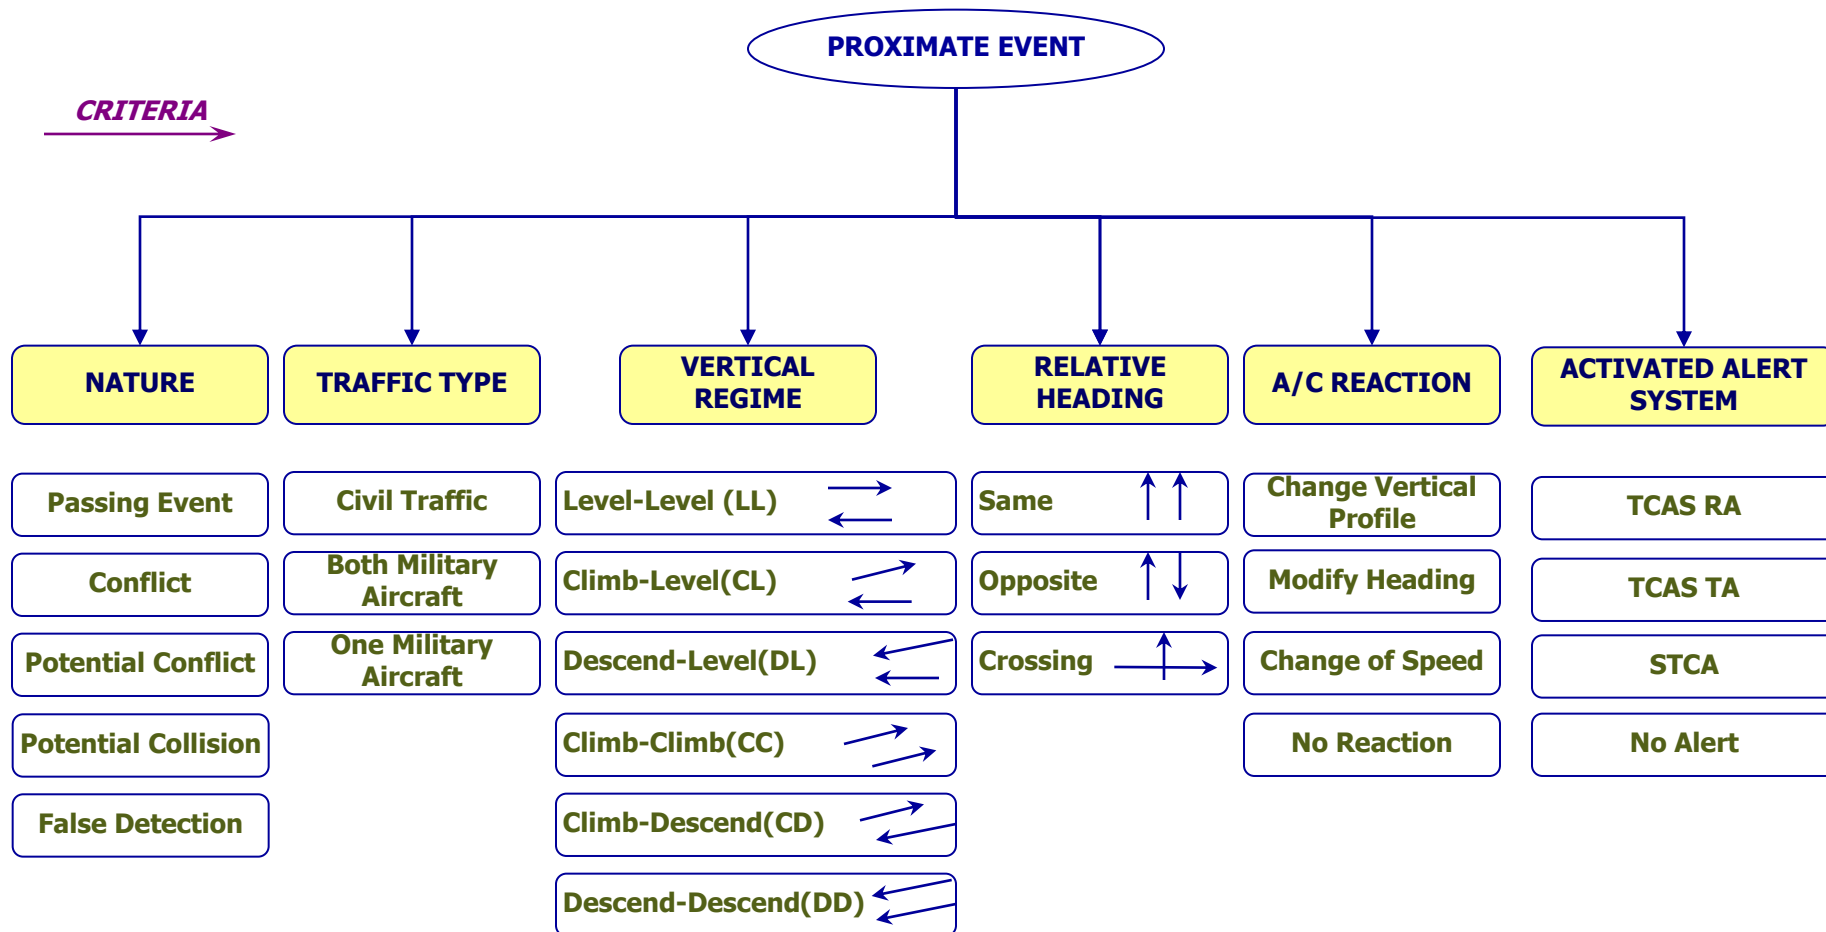 PROXIMATE EVENT
CRITERIA
NATURE
TRAFFIC TYPE
VERTICAL
REGIME
RELATIVE
HEADING
A/C REACTION
ACTIVATED ALERT
SYSTEM
Passing Event
Conflict
Potential Conflict
Potential Collision
False Detection
Civil Traffic
Both Military
Aircraft
One Military
Aircraft
Level-Level (LL)
Climb-Level(CL)
Descend-Level(DL)
Climb-Climb(CC)
Climb-Descend(CD)
Descend-Descend(DD)
Same
Opposite
Crossing
Change Vertical
Profile
Modify Heading
Change of Speed
No Reaction
TCAS RA
TCAS TA
STCA
No Alert